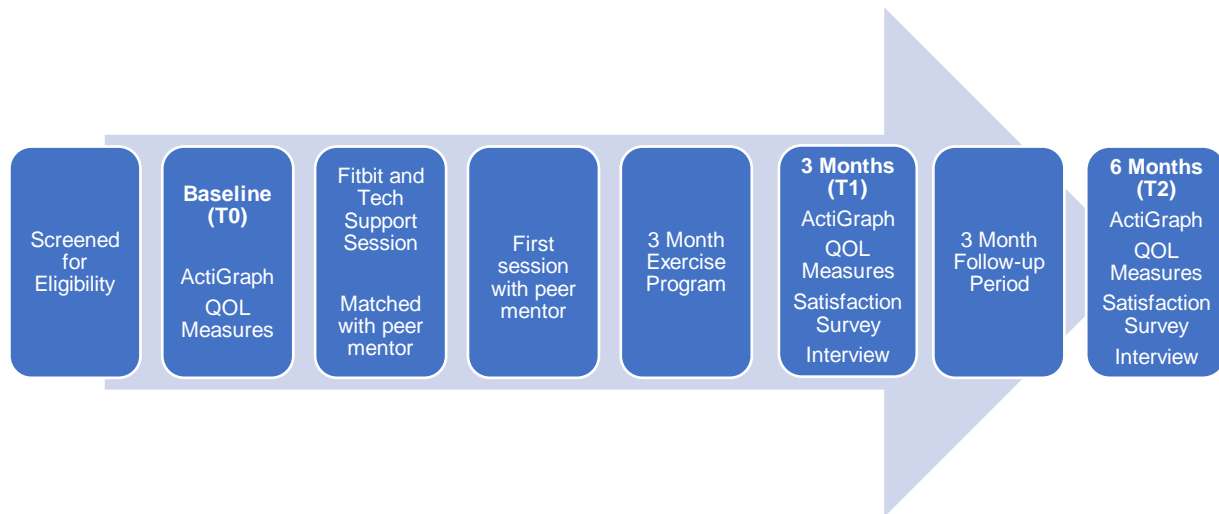 Screened
for
Eligibility
Baseline
(T0)
ActiGraph
QOL
Measures
Fitbit and
Tech
Support
Session
Matched
with peer
mentor
First
session
with peer
mentor
3 Month
Exercise
Program
3 Months
(T1)
ActiGraph
QOL
Measures
Satisfaction
Survey
Interview
3 Month
Follow-up
Period
6 Months
(T2)
ActiGraph
QOL
Measures
Satisfaction
Survey
Interview